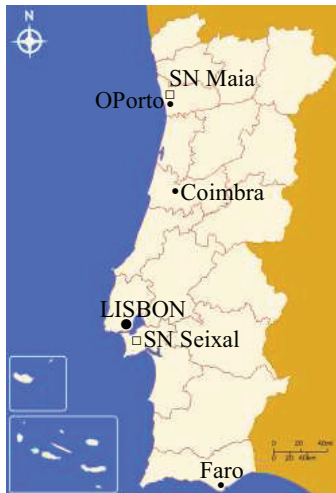 N
SN Maia
OPorto
Coimbra
LISBON
SN Seixal
Faro